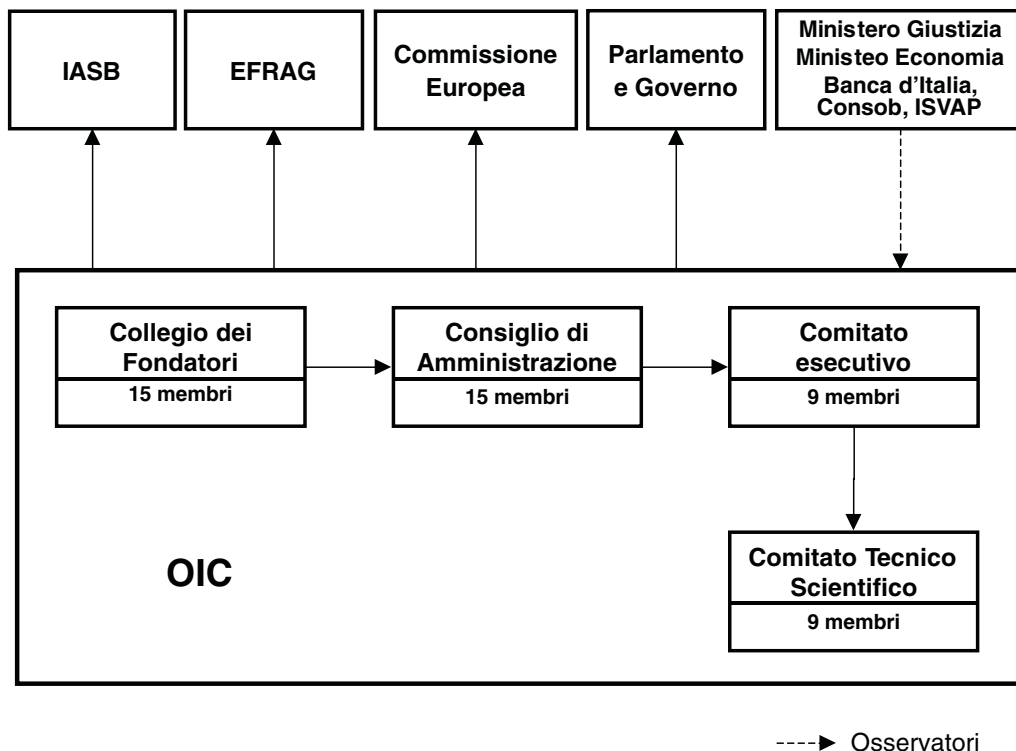 IASB
EFRAG
Commissione
Europea
Parlamento
e Governo
Ministero Giustizia
Ministeo Economia
Banca d'Italia,
Consob, ISVAP
Collegio dei
Fondatori
15 membri
Consiglio di
Amministrazione
15 membri
Comitato
esecutivo
9 membri
OIC
Comitato Tecnico
Scientifico
9 membri
Osservatori